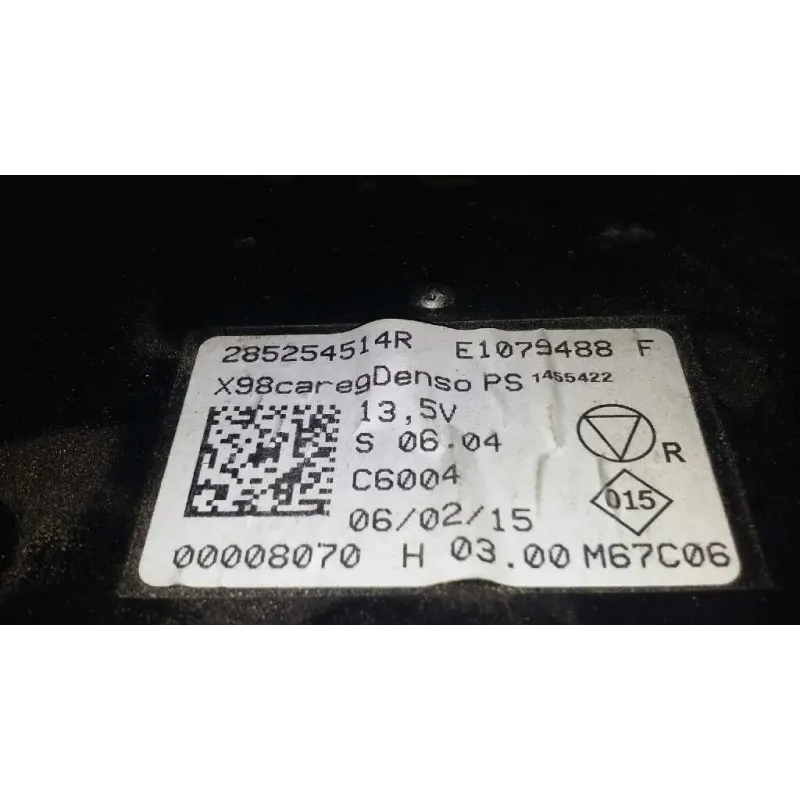 285254514R E1079488 F
X98caregDenso PS 1455422
13,5V
S 06.04
R
C6004
015
06/02/15
00008070 H 03.00 M67C06